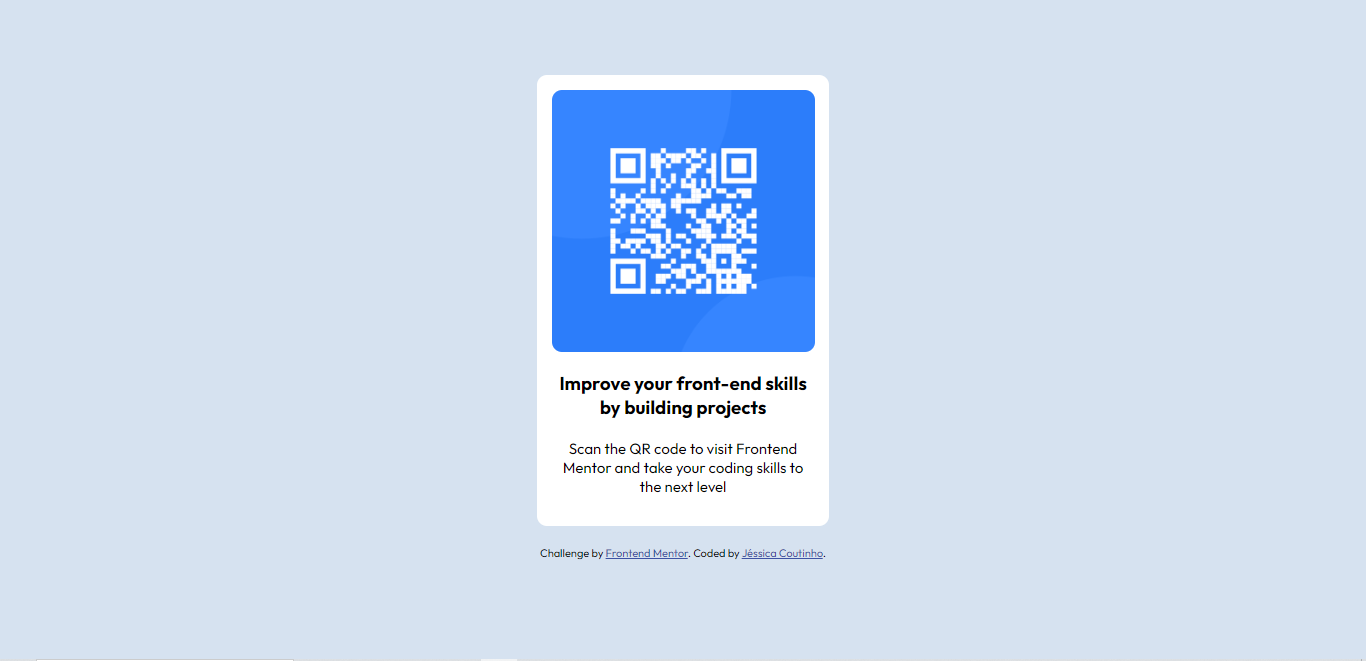 Improve your front-end skills
by building projects
Scan the QR code to visit Frontend
Mentor and take your coding skills to
the next level
Challenge by Frontend Mentor. Coded by Jéssica Coutinho.